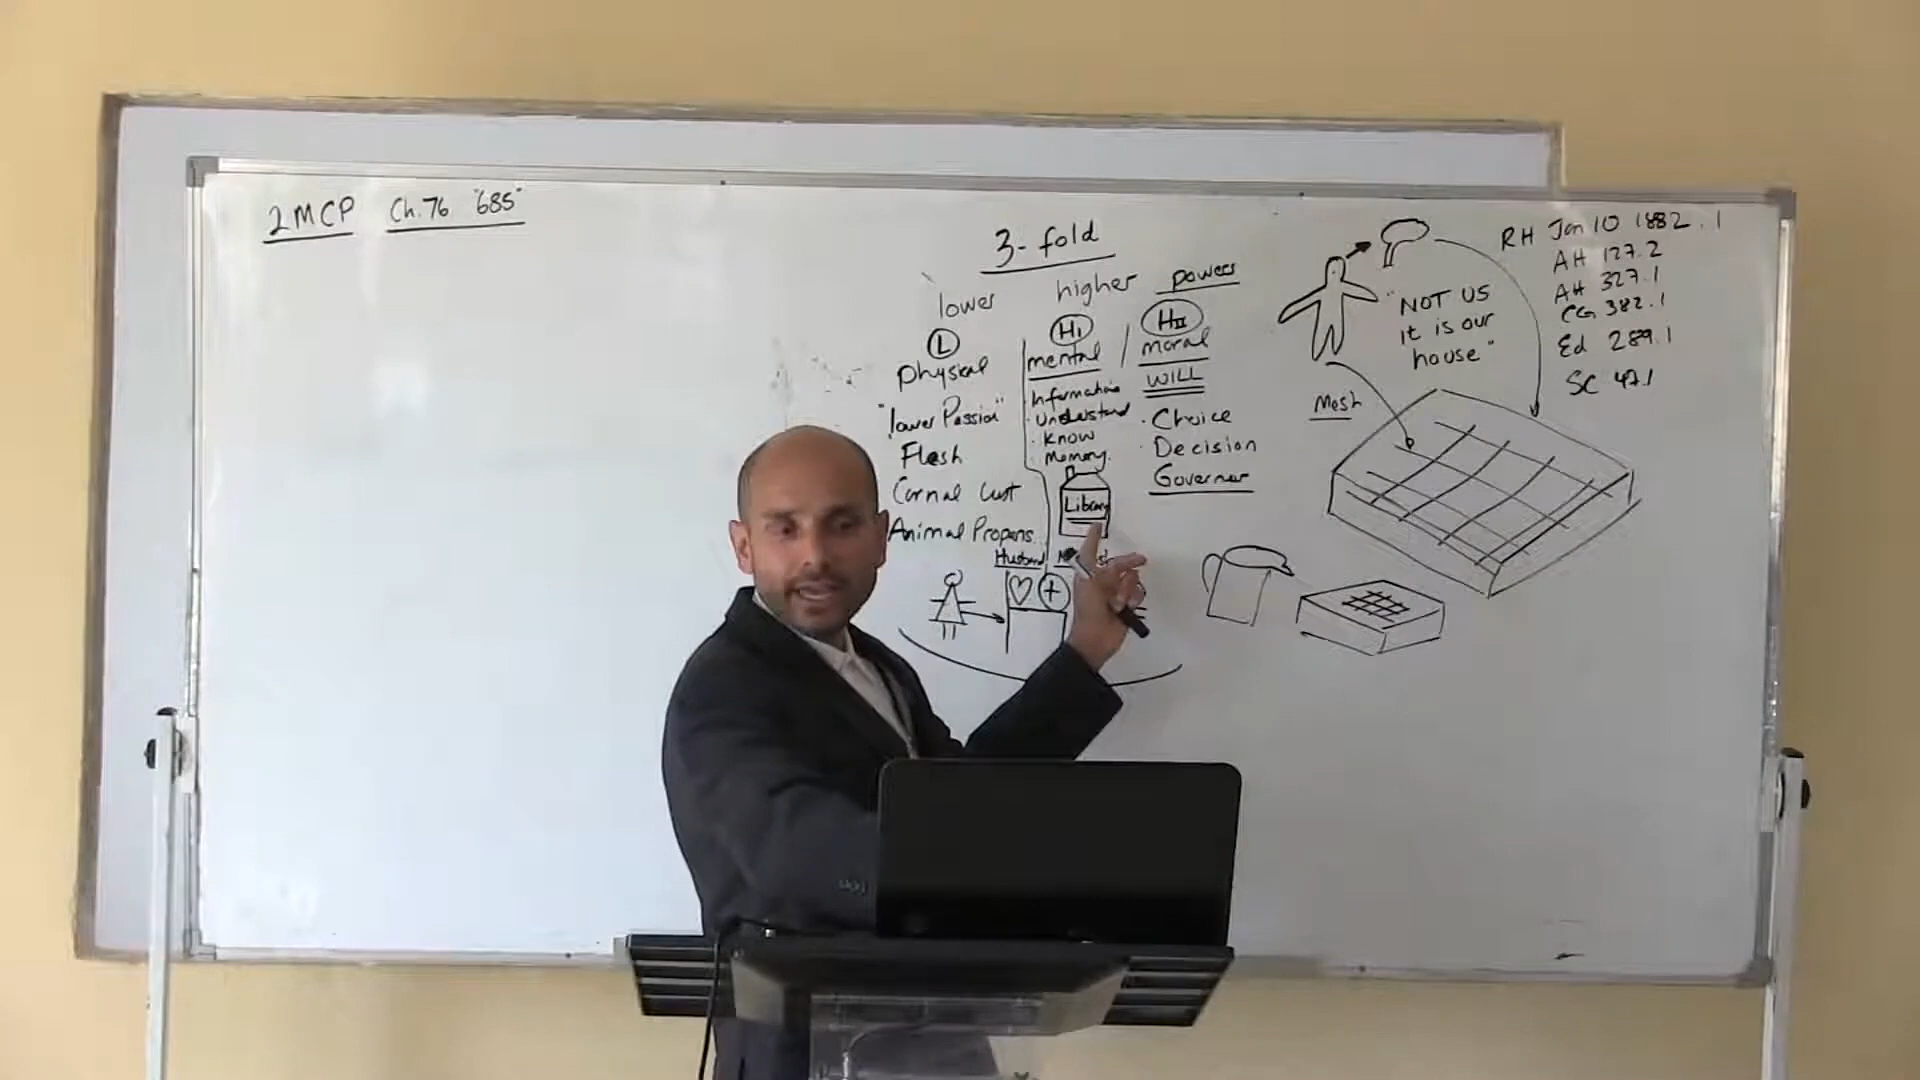 2MCP Ch.76 "685"
3-fold
lower higher powers
L
Physical
"lower Passion"
Flesh
Carnal Lust
Animal Propens
H1
mental
· Information
· Understand
· Know
· Memory
Library
Husband
HII
moral
WILL
· Choice
· Decision
Governor
"NOT US
it is our
house"
Mesh
RH Jan 10 1882.1
AH 127.2
AH 327.1
CG 382.1
Ed 289.1
SC 47.1